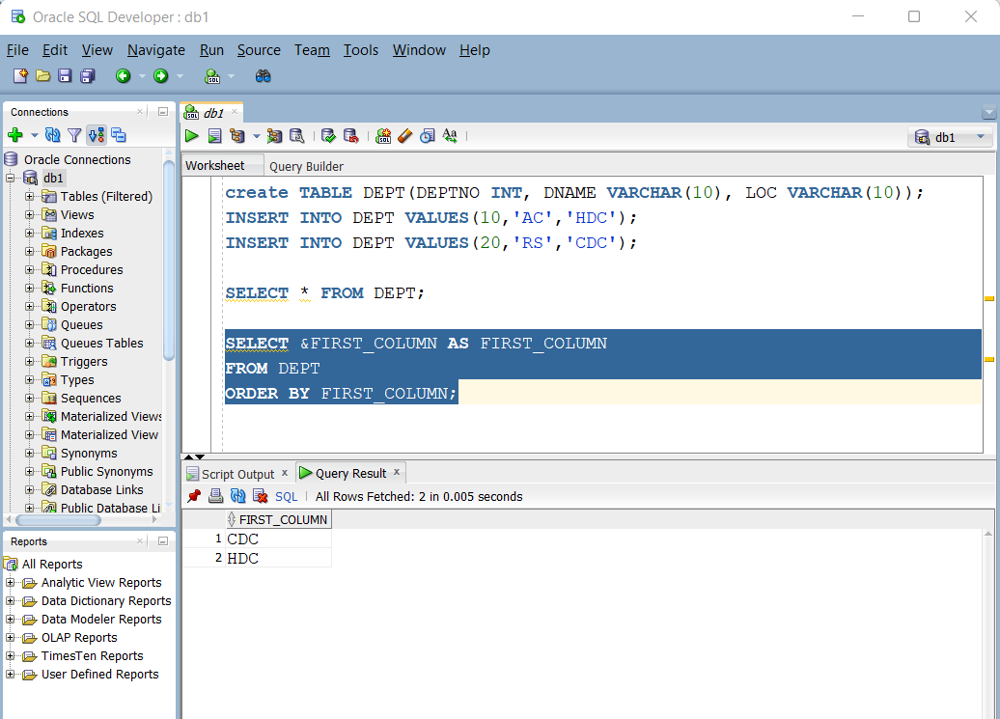 Oracle SQL Developer : db1
File Edit View Navigate Run Source Team Tools Window Help
Connections
Oracle Connections
db1
Tables (Filtered)
Views
Indexes
Packages
Procedures
Functions
Operators
Queues
Queues Tables
Triggers
Types
Sequences
Materialized Views
Materialized View
Synonyms
Public Synonyms
Database Links
Public Database Li
Reports
All Reports
Analytic View Reports
Data Dictionary Reports
Data Modeler Reports
OLAP Reports
TimesTen Reports
User Defined Reports
db1
db1
Worksheet Query Builder
create TABLE DEPT(DEPTNO INT, DNAME VARCHAR(10), LOC VARCHAR(10));
INSERT INTO DEPT VALUES(10,'AC','HDC');
INSERT INTO DEPT VALUES(20,'RS','CDC');
SELECT * FROM DEPT;
SELECT &FIRST_COLUMN AS FIRST_COLUMN
FROM DEPT
ORDER BY FIRST_COLUMN;
Script Output x Query Result x
SQL | All Rows Fetched: 2 in 0.005 seconds
FIRST_COLUMN
1 CDC
2 HDC